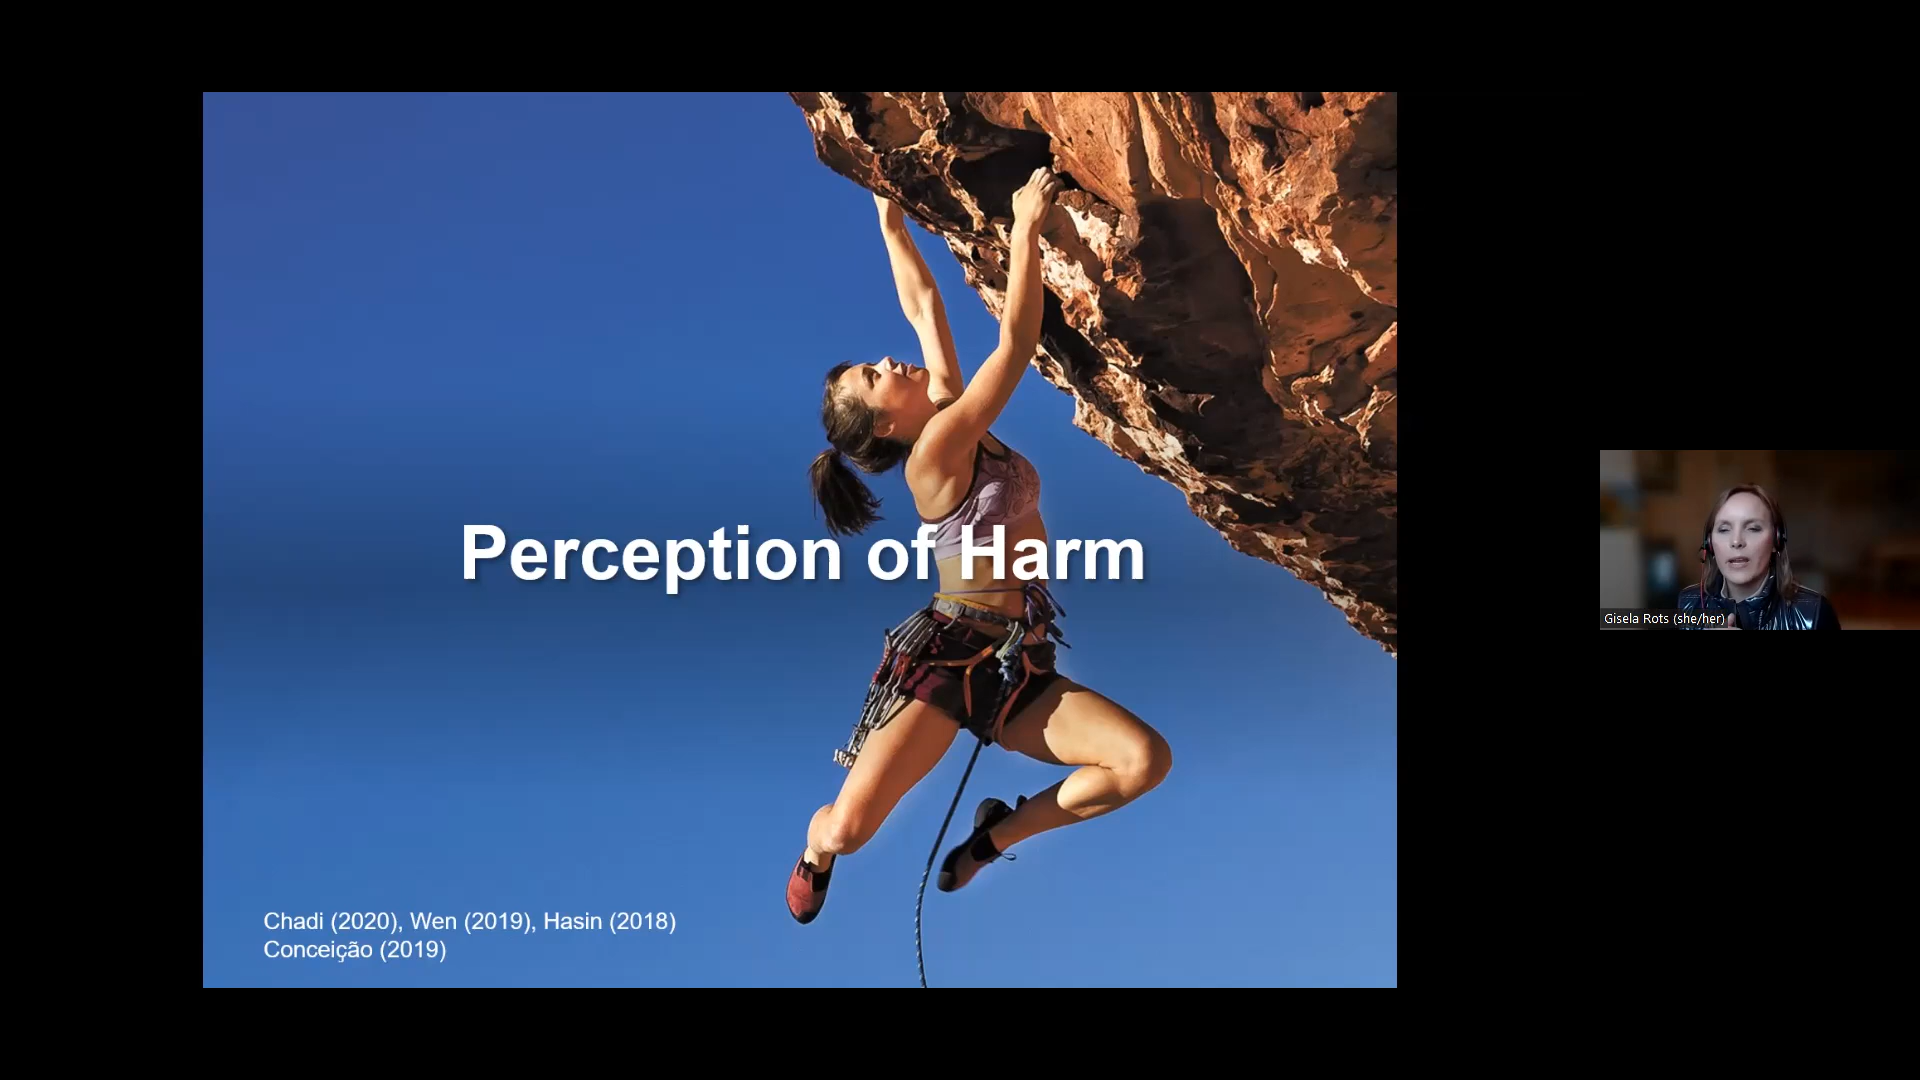 Perception of Harm
Chadi (2020), Wen (2019), Hasin (2018)
Conceição (2019)
Gisela Rots (she/her)